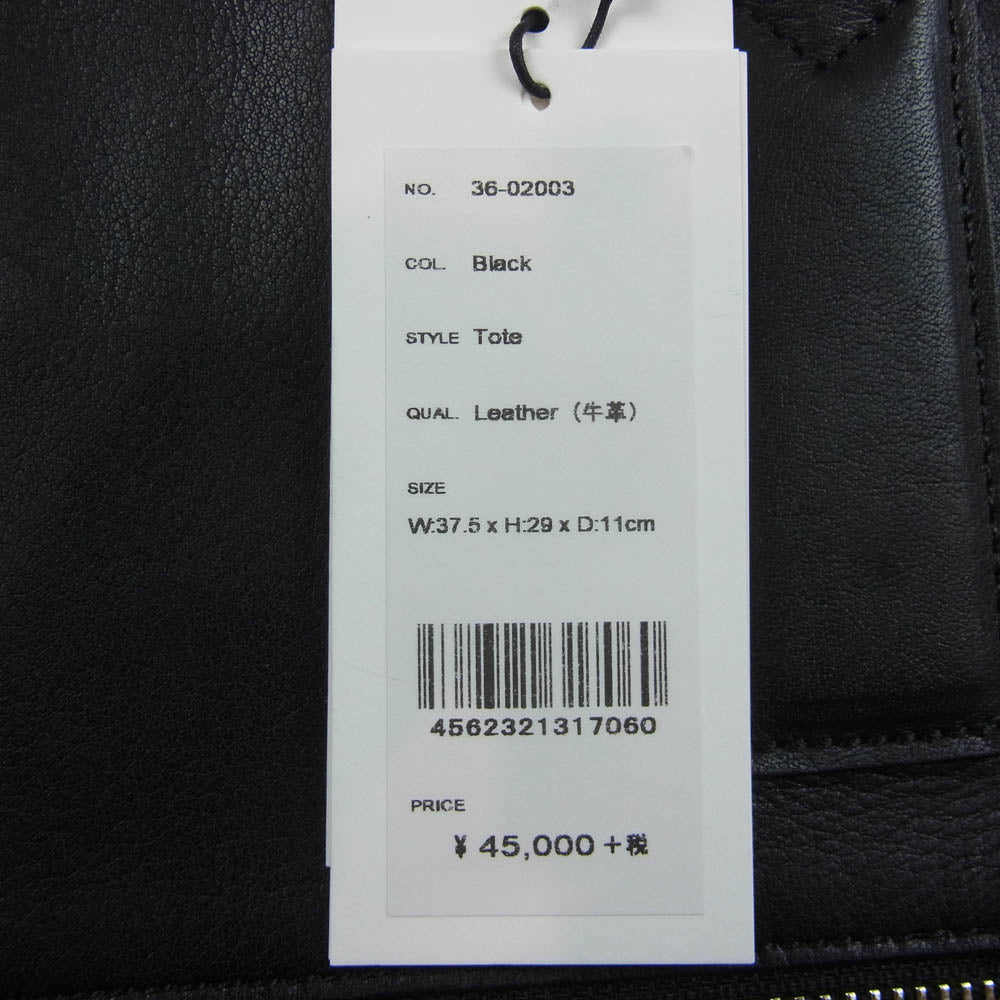 NO. 36-02003
COL. Black
STYLE Tote
QUAL. Leather (牛革)
SIZE
W:37.5 x H:29 x D:11cm
4562321317060
PRICE
¥ 45,000 +税